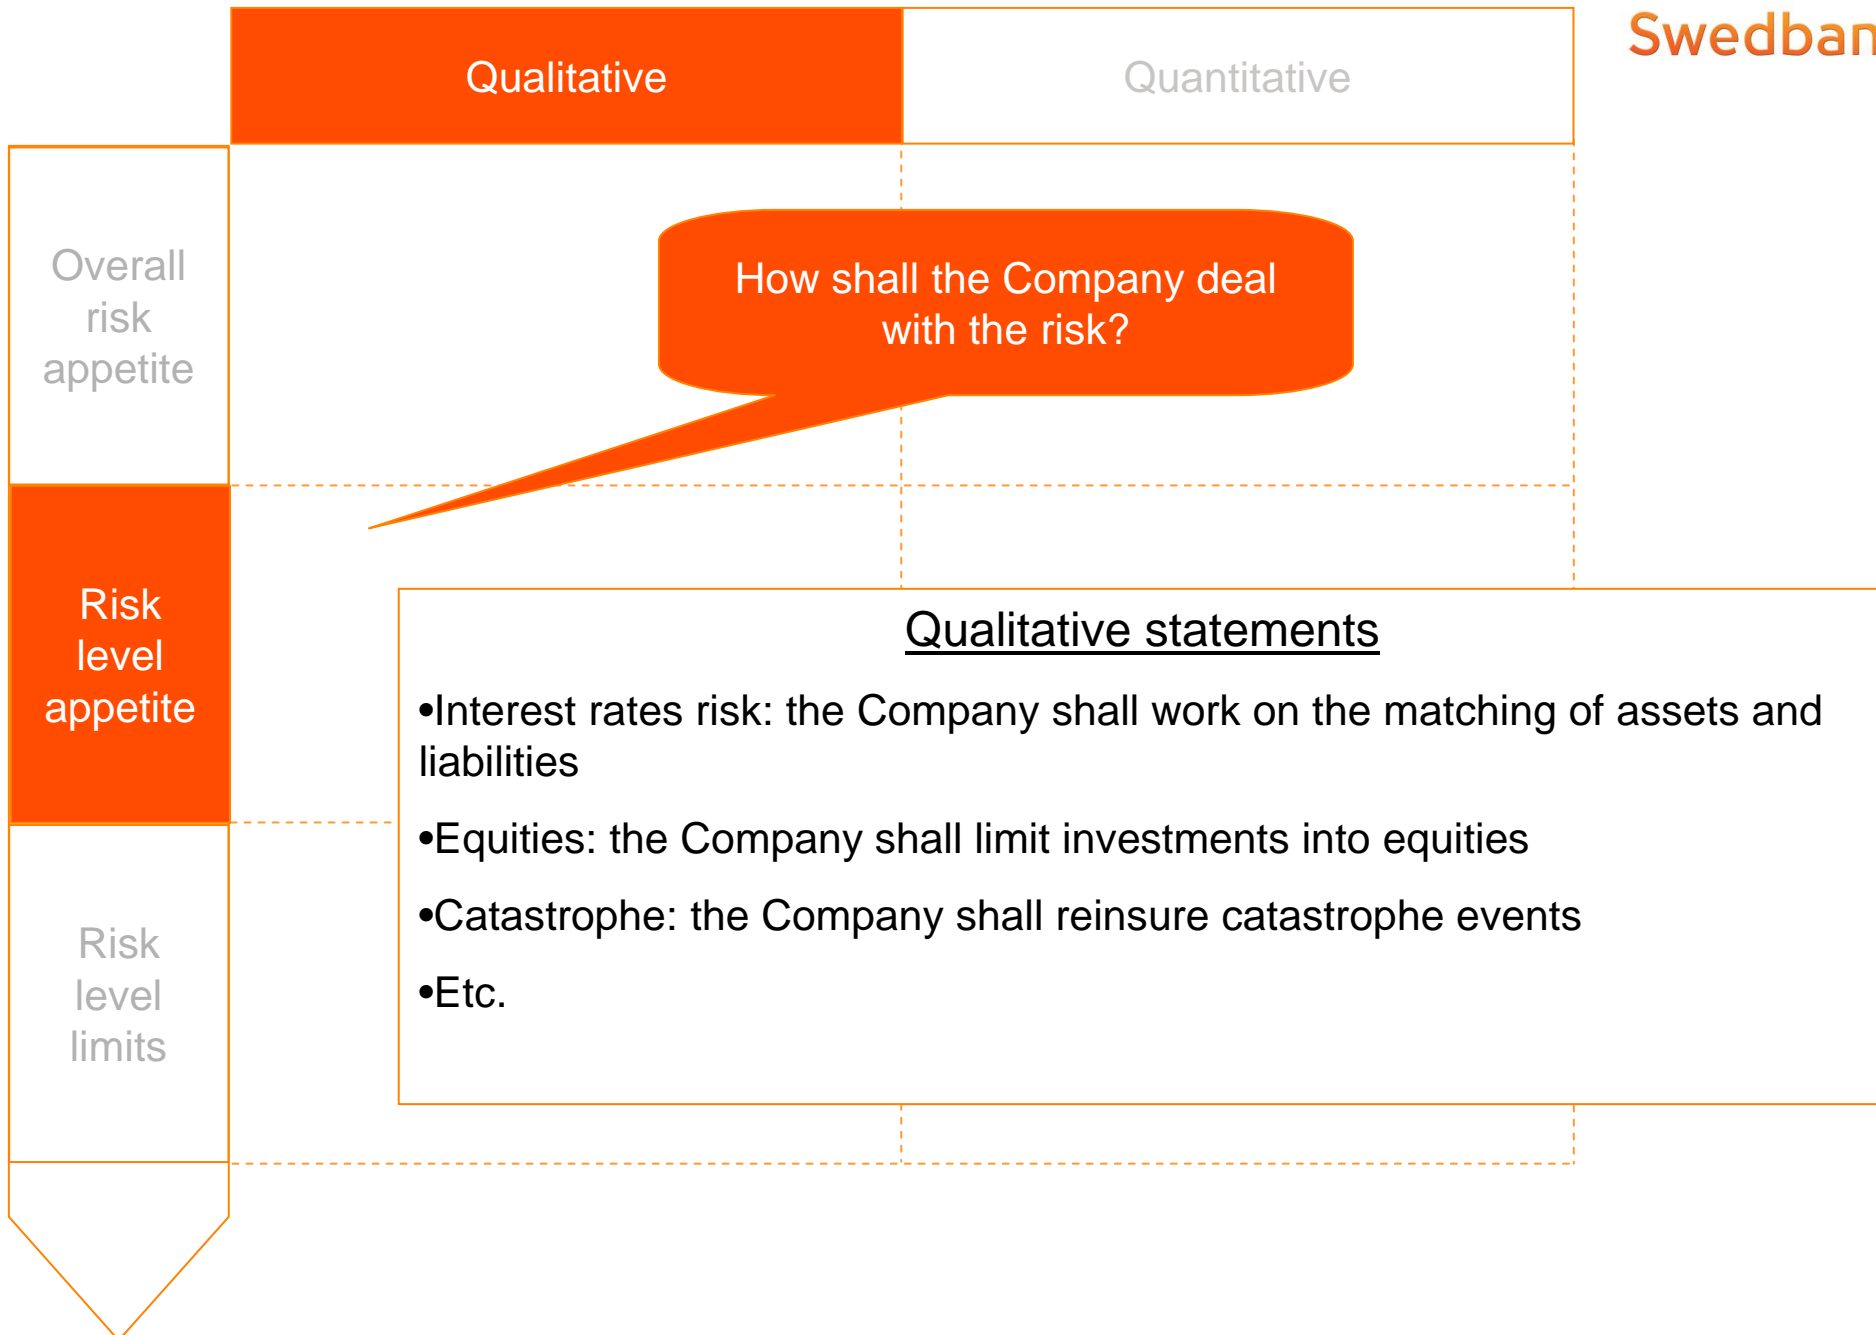 Swedban
Qualitative
Quantitative
Overall
risk
appetite
How shall the Company deal
with the risk?
Risk
level
appetite
Qualitative statements
•Interest rates risk: the Company shall work on the matching of assets and
liabilities
•Equities: the Company shall limit investments into equities
•Catastrophe: the Company shall reinsure catastrophe events
•Etc.
Risk
level
limits